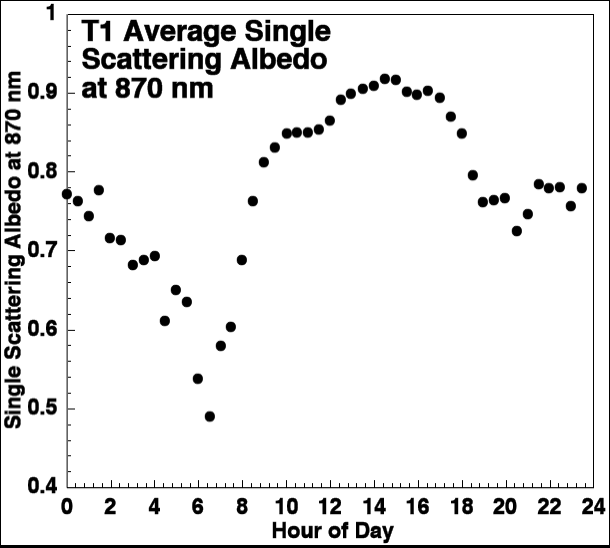 T1 Average Single
Scattering Albedo
at 870 nm
Single Scattering Albedo at 870 nm
1
0.9
0.8
0.7
0.6
0.5
0.4
0 2 4 6 8 10 12 14 16 18 20 22 24
Hour of Day